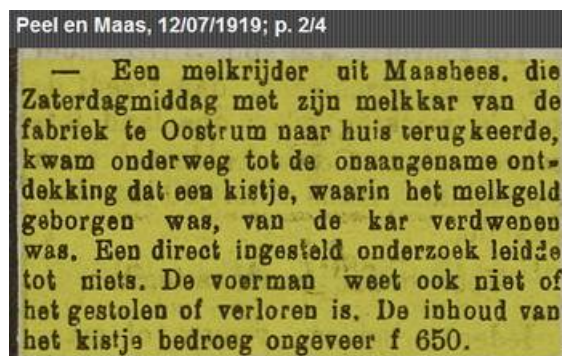 Peel en Maas, 12/07/1919; p. 2/4
— Een melkrijder uit Maashees, die
Zaterdagmiddag met zijn melkkar van de
fabriek te Oostrum naar huis terugkeerde,
kwam onderweg tot de onaangename ont-
dekking dat een kistje, waarin het melkgeld
geborgen was, van de kar verdwenen
was. Een direct ingesteld onderzoek leidde
tot niets. De voerman weet ook niet of
het gestolen of verloren is. De inhoud van
het kistje bedroeg ongeveer f 650.